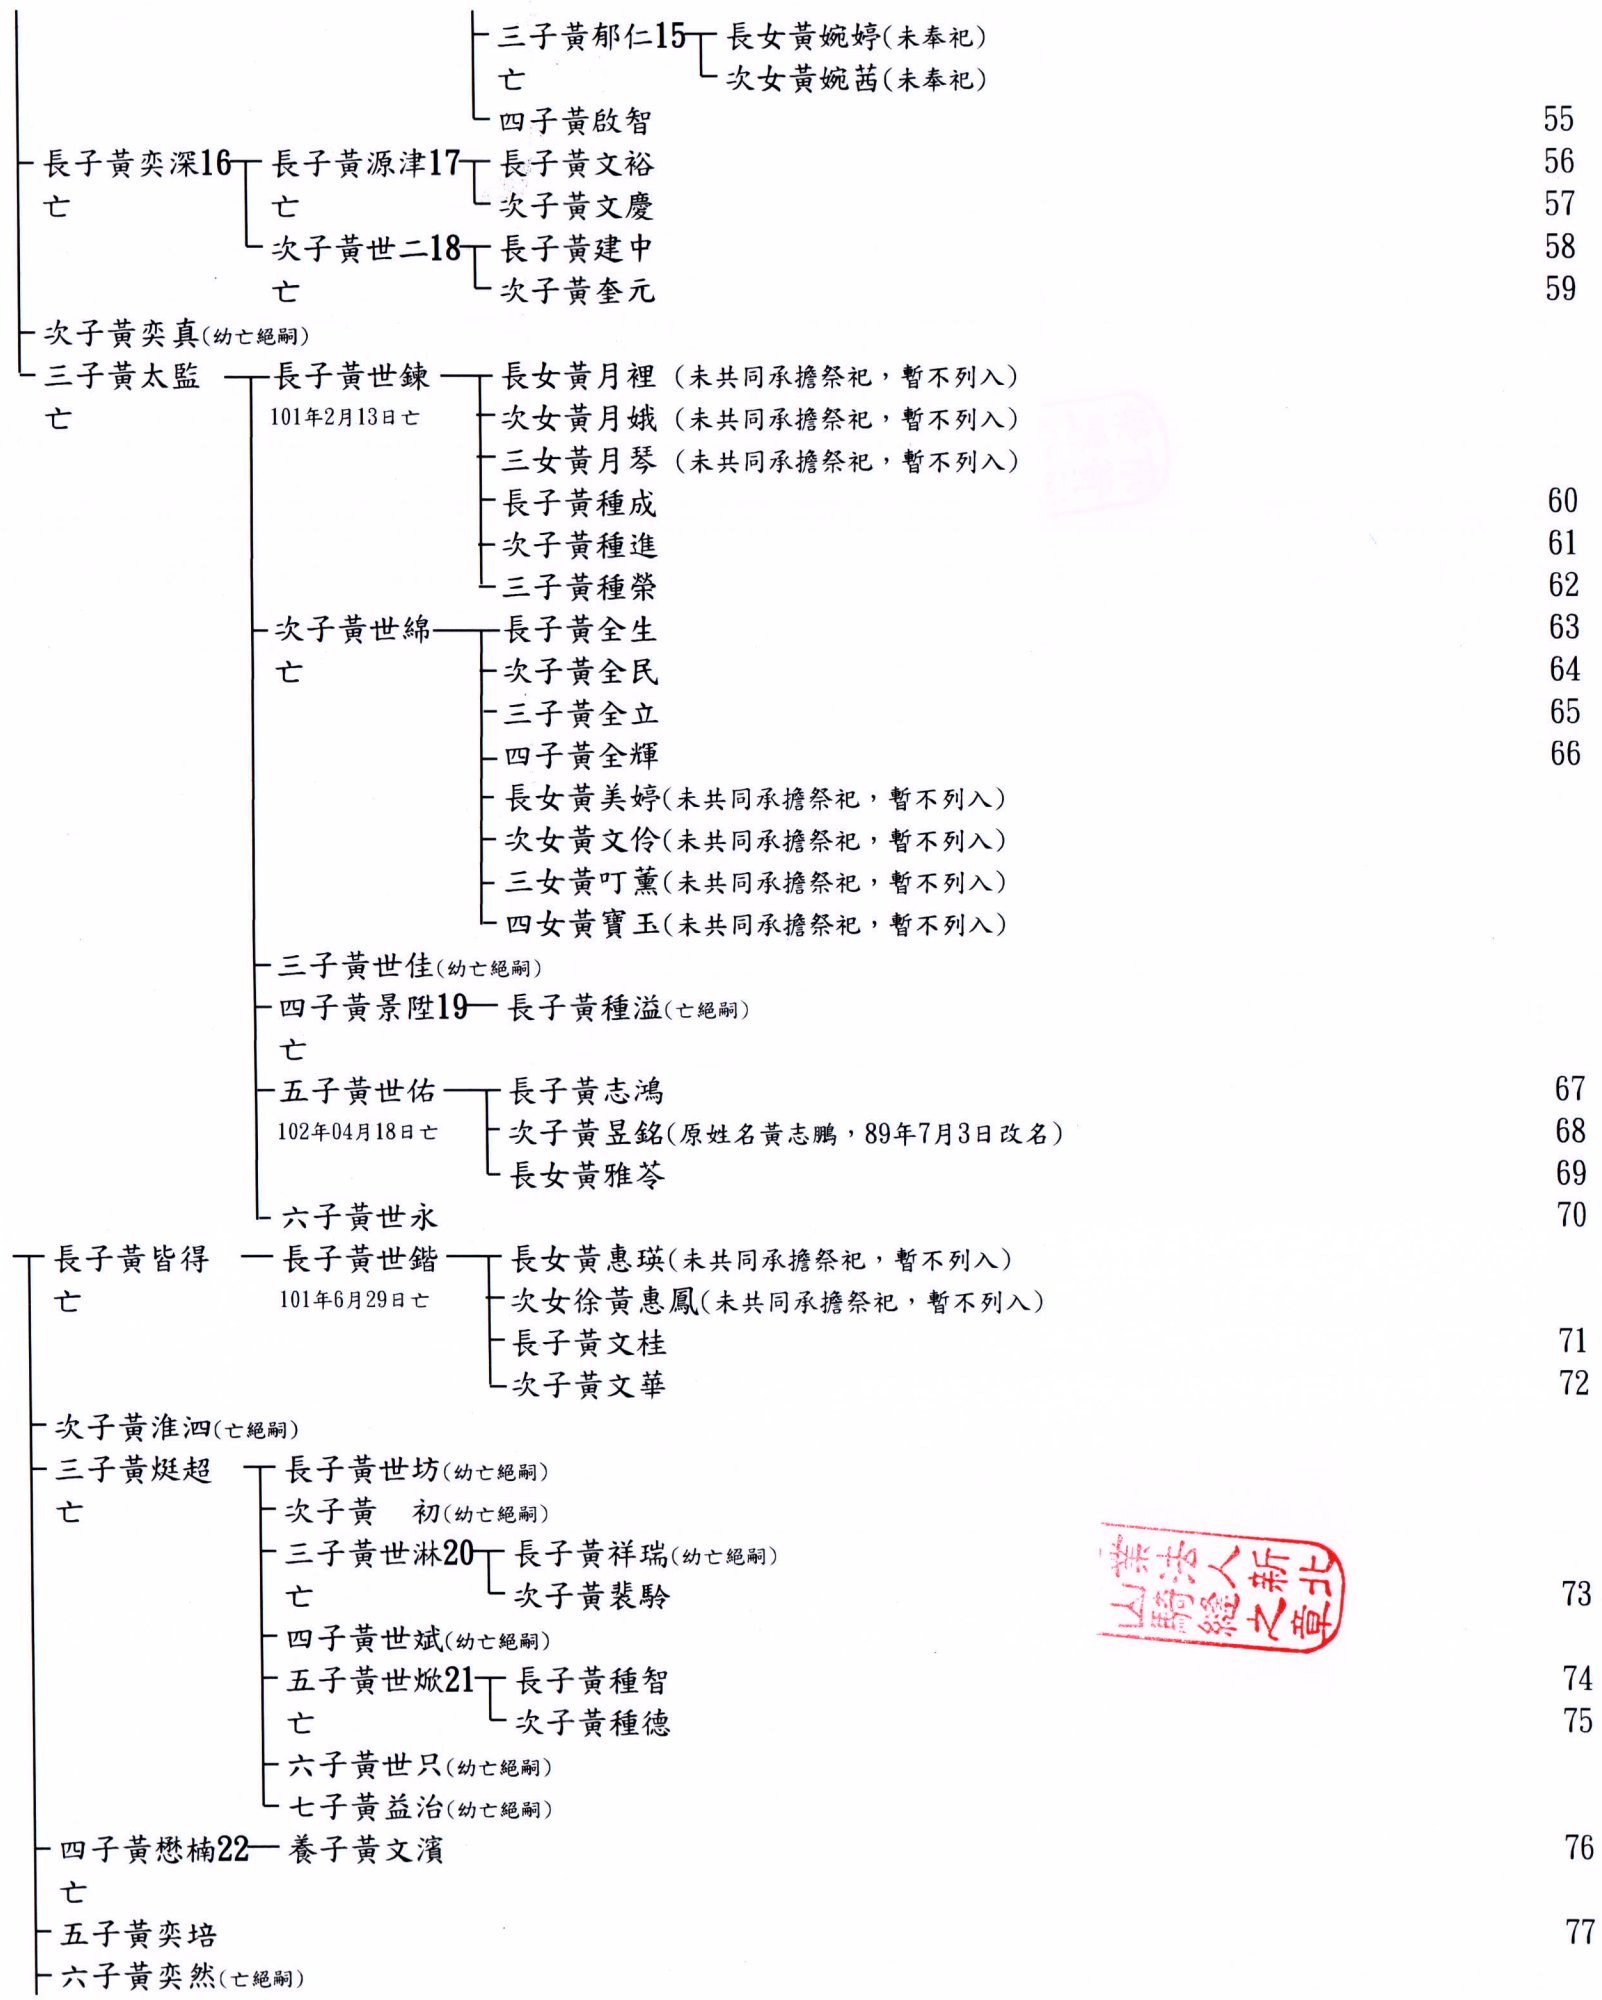 三子黃郁仁15 長女黃婉婷(未奉祀)
亡 次女黃婉茜(未奉祀)
四子黃啟智 55
長子黃奕深16 長子黃源津17 長子黃文裕 56
亡 亡 次子黃文慶 57
次子黃世二18 長子黃建中 58
亡 次子黃奎元 59
次子黃奕真(幼亡絕嗣)
三子黃太監 長子黃世鍊 長女黃月裡(未共同承擔祭祀，暫不列入)
亡 101年2月13日亡 次女黃月娥(未共同承擔祭祀，暫不列入)
三女黃月琴(未共同承擔祭祀，暫不列入)
長子黃種成 60
次子黃種進 61
三子黃種榮 62
次子黃世綿 長子黃全生 63
亡 次子黃全民 64
三子黃全立 65
四子黃全輝 66
長女黃美婷(未共同承擔祭祀，暫不列入)
次女黃文伶(未共同承擔祭祀，暫不列入)
三女黃叮薰(未共同承擔祭祀，暫不列入)
四女黃寶玉(未共同承擔祭祀，暫不列入)
三子黃世佳(幼亡絕嗣)
四子黃景陞19 長子黃種溢(亡絕嗣)
亡
五子黃世佑 長子黃志鴻 67
102年04月18日亡 次子黃昱銘(原姓名黃志鵬，89年7月3日改名) 68
長女黃雅苓 69
六子黃世永 70
長子黃皆得 長子黃世鍇 長女黃惠瑛(未共同承擔祭祀，暫不列入)
亡 101年6月29日亡 次女徐黃惠鳳(未共同承擔祭祀，暫不列入)
長子黃文桂 71
次子黃文華 72
次子黃淮泗(亡絕嗣)
三子黃烶超 長子黃世坊(幼亡絕嗣)
亡 次子黃　初(幼亡絕嗣)
三子黃世淋20 長子黃祥瑞(幼亡絕嗣)
亡 次子黃裴駖 73
四子黃世斌(幼亡絕嗣)
五子黃世焮21 長子黃種智 74
亡 次子黃種德 75
六子黃世只(幼亡絕嗣)
七子黃益治(幼亡絕嗣)
四子黃懋楠22 養子黃文濱 76
亡
五子黃奕培 77
六子黃奕然(亡絕嗣)
北新人法業
章之縫騎